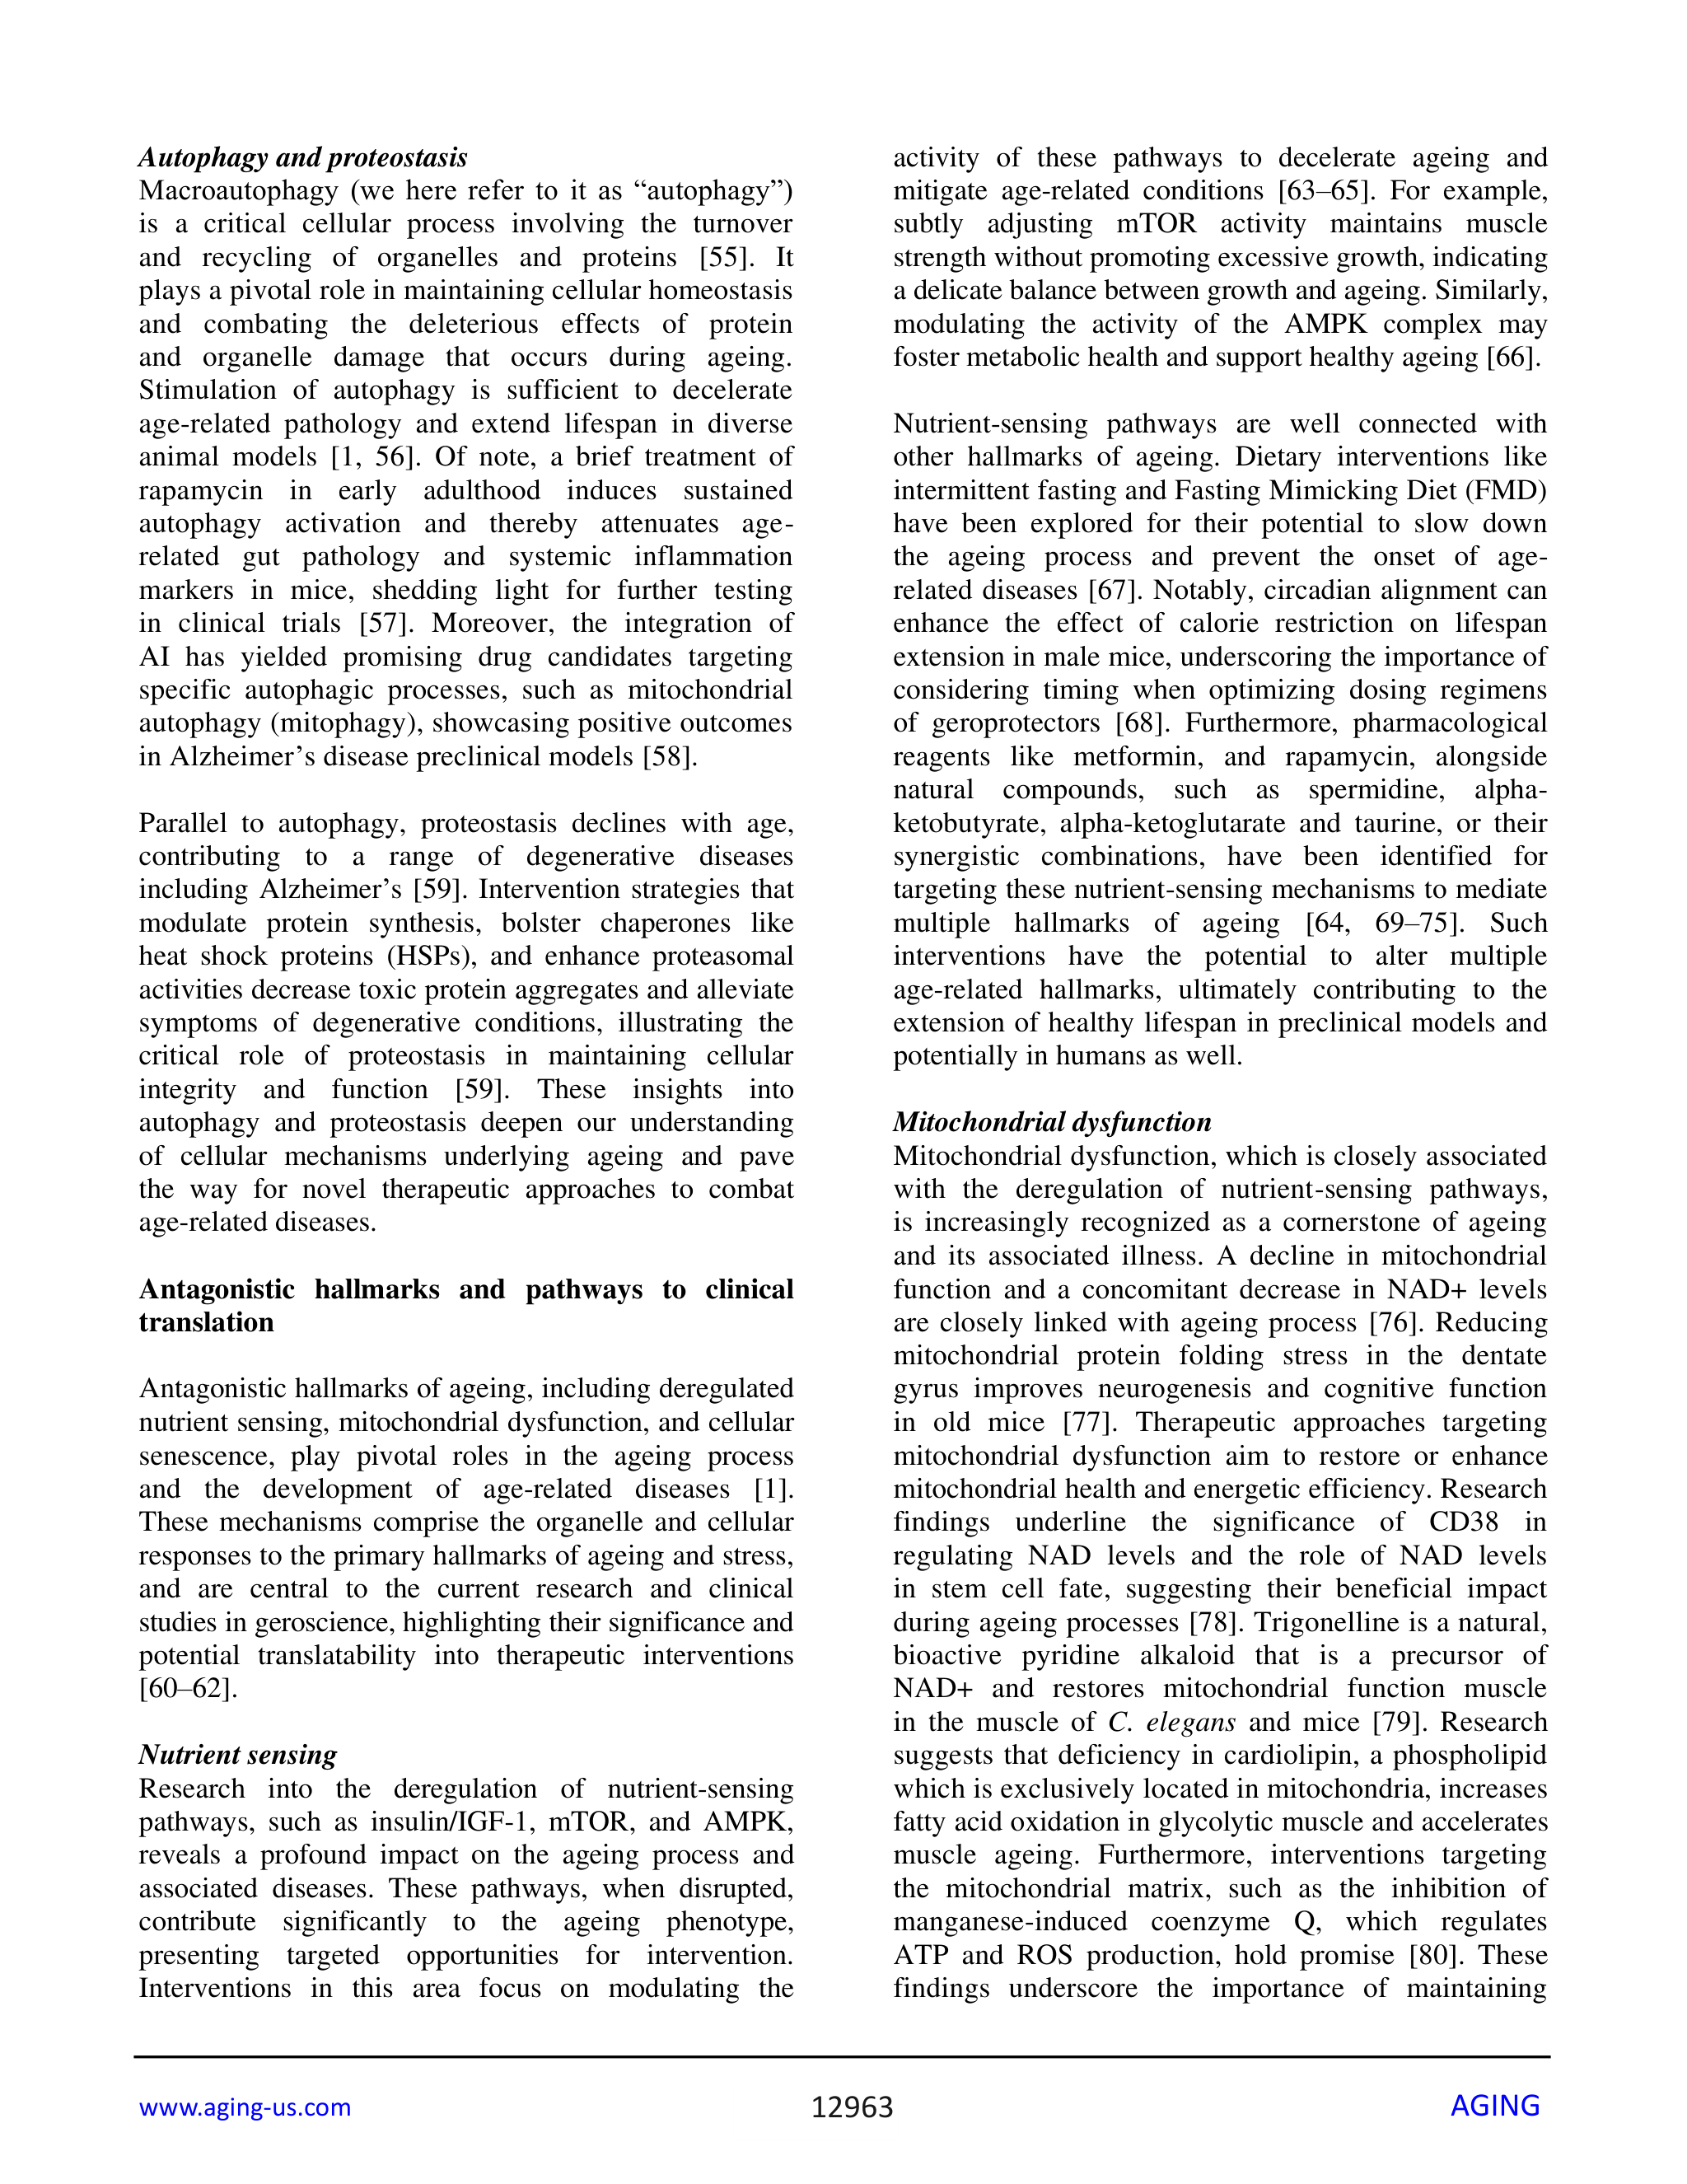 Autophagy and proteostasis
Macroautophagy (we here refer to it as “autophagy”)
is a critical cellular process involving the turnover
and recycling of organelles and proteins [55]. It
plays a pivotal role in maintaining cellular homeostasis
and combating the deleterious effects of protein
and organelle damage that occurs during ageing.
Stimulation of autophagy is sufficient to decelerate
age-related pathology and extend lifespan in diverse
animal models [1, 56]. Of note, a brief treatment of
rapamycin in early adulthood induces sustained
autophagy activation and thereby attenuates age-
related gut pathology and systemic inflammation
markers in mice, shedding light for further testing
in clinical trials [57]. Moreover, the integration of
AI has yielded promising drug candidates targeting
specific autophagic processes, such as mitochondrial
autophagy (mitophagy), showcasing positive outcomes
in Alzheimer’s disease preclinical models [58].
Parallel to autophagy, proteostasis declines with age,
contributing to a range of degenerative diseases
including Alzheimer’s [59]. Intervention strategies that
modulate protein synthesis, bolster chaperones like
heat shock proteins (HSPs), and enhance proteasomal
activities decrease toxic protein aggregates and alleviate
symptoms of degenerative conditions, illustrating the
critical role of proteostasis in maintaining cellular
integrity and function [59]. These insights into
autophagy and proteostasis deepen our understanding
of cellular mechanisms underlying ageing and pave
the way for novel therapeutic approaches to combat
age-related diseases.
Antagonistic hallmarks and pathways to clinical
translation
Antagonistic hallmarks of ageing, including deregulated
nutrient sensing, mitochondrial dysfunction, and cellular
senescence, play pivotal roles in the ageing process
and the development of age-related diseases [1].
These mechanisms comprise the organelle and cellular
responses to the primary hallmarks of ageing and stress,
and are central to the current research and clinical
studies in geroscience, highlighting their significance and
potential translatability into therapeutic interventions
[60–62].
Nutrient sensing
Research into the deregulation of nutrient-sensing
pathways, such as insulin/IGF-1, mTOR, and AMPK,
reveals a profound impact on the ageing process and
associated diseases. These pathways, when disrupted,
contribute significantly to the ageing phenotype,
presenting targeted opportunities for intervention.
Interventions in this area focus on modulating the
activity of these pathways to decelerate ageing and
mitigate age-related conditions [63–65]. For example,
subtly adjusting mTOR activity maintains muscle
strength without promoting excessive growth, indicating
a delicate balance between growth and ageing. Similarly,
modulating the activity of the AMPK complex may
foster metabolic health and support healthy ageing [66].
Nutrient-sensing pathways are well connected with
other hallmarks of ageing. Dietary interventions like
intermittent fasting and Fasting Mimicking Diet (FMD)
have been explored for their potential to slow down
the ageing process and prevent the onset of age-
related diseases [67]. Notably, circadian alignment can
enhance the effect of calorie restriction on lifespan
extension in male mice, underscoring the importance of
considering timing when optimizing dosing regimens
of geroprotectors [68]. Furthermore, pharmacological
reagents like metformin, and rapamycin, alongside
natural compounds, such as spermidine, alpha-
ketobutyrate, alpha-ketoglutarate and taurine, or their
synergistic combinations, have been identified for
targeting these nutrient-sensing mechanisms to mediate
multiple hallmarks of ageing [64, 69–75]. Such
interventions have the potential to alter multiple
age-related hallmarks, ultimately contributing to the
extension of healthy lifespan in preclinical models and
potentially in humans as well.
Mitochondrial dysfunction
Mitochondrial dysfunction, which is closely associated
with the deregulation of nutrient-sensing pathways,
is increasingly recognized as a cornerstone of ageing
and its associated illness. A decline in mitochondrial
function and a concomitant decrease in NAD+ levels
are closely linked with ageing process [76]. Reducing
mitochondrial protein folding stress in the dentate
gyrus improves neurogenesis and cognitive function
in old mice [77]. Therapeutic approaches targeting
mitochondrial dysfunction aim to restore or enhance
mitochondrial health and energetic efficiency. Research
findings underline the significance of CD38 in
regulating NAD levels and the role of NAD levels
in stem cell fate, suggesting their beneficial impact
during ageing processes [78]. Trigonelline is a natural,
bioactive pyridine alkaloid that is a precursor of
NAD+ and restores mitochondrial function muscle
in the muscle of C. elegans and mice [79]. Research
suggests that deficiency in cardiolipin, a phospholipid
which is exclusively located in mitochondria, increases
fatty acid oxidation in glycolytic muscle and accelerates
muscle ageing. Furthermore, interventions targeting
the mitochondrial matrix, such as the inhibition of
manganese-induced coenzyme Q, which regulates
ATP and ROS production, hold promise [80]. These
findings underscore the importance of maintaining
www.aging-us.com
12963
AGING